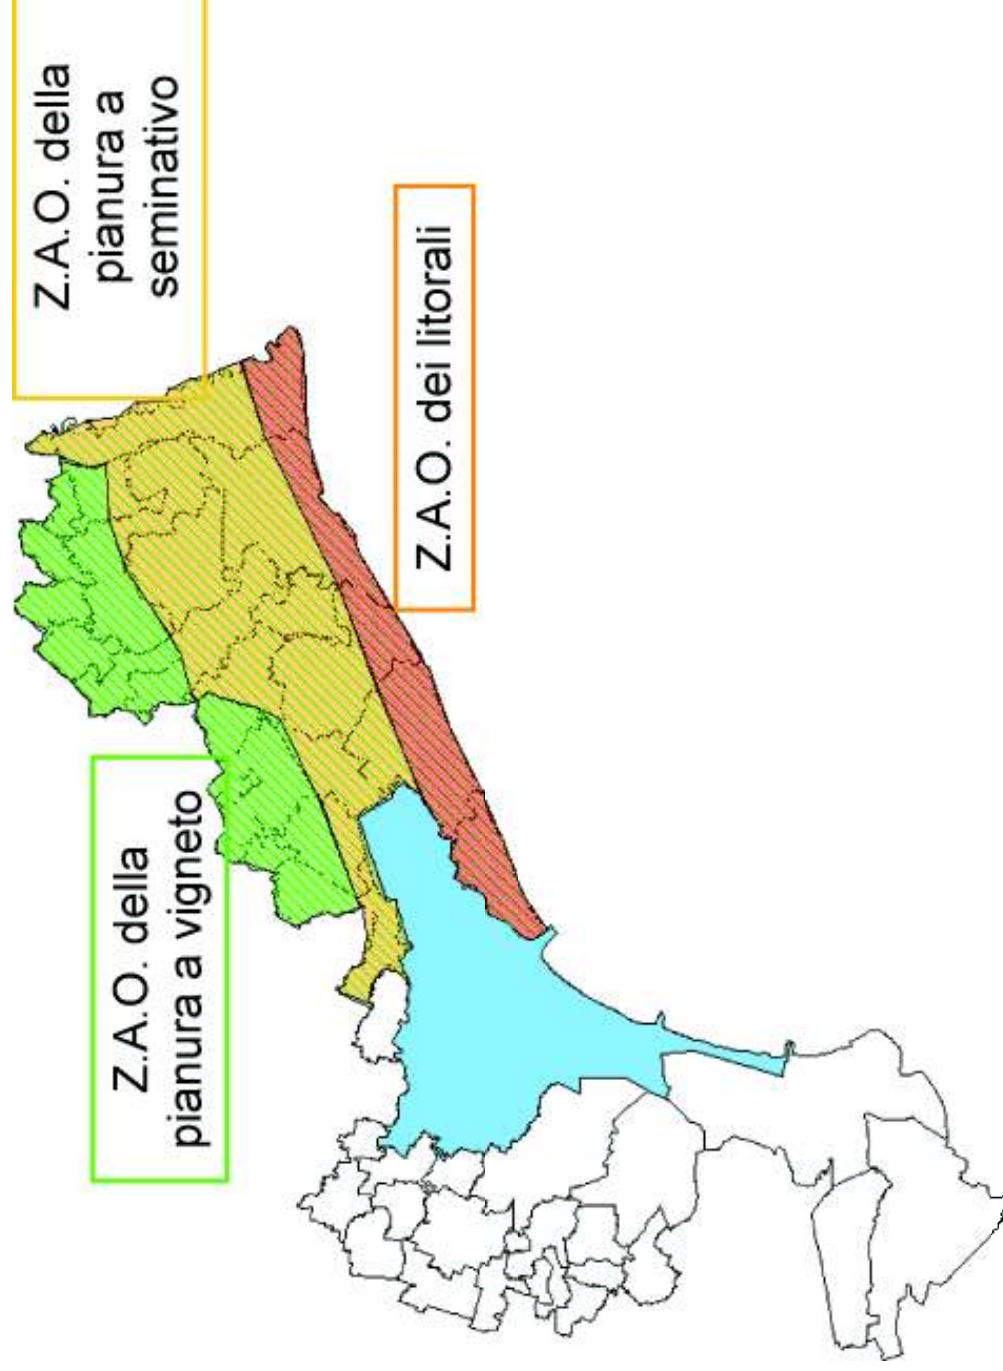 Z.A.O. della
pianura a
seminativo
Z.A.O. dei litorali
Z.A.O. della
pianura a vigneto